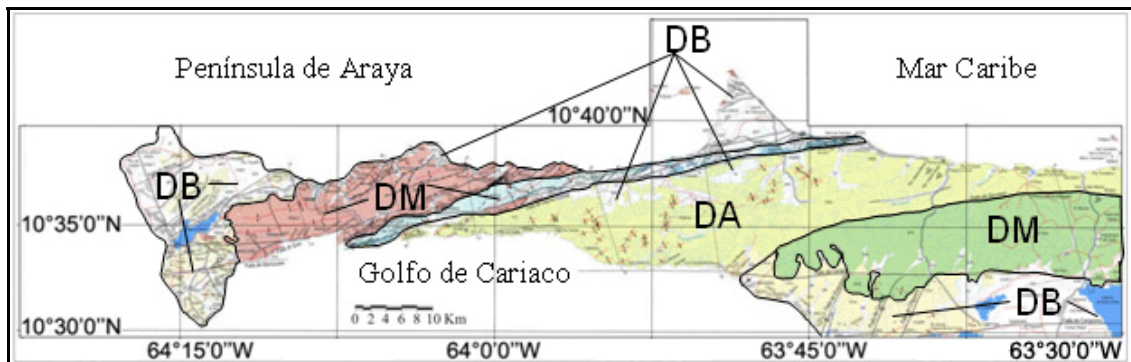 DB
Península de Araya
Mar Caribe
10°40'0"N
DB
DM
10°35'0"N
DA
DM
Golfo de Cariaco
DB
0 2 4 6 8 10 Km
10°30'0"N
64°15'0"W
64°0'0"W
63°45'0"W
63°30'0"W